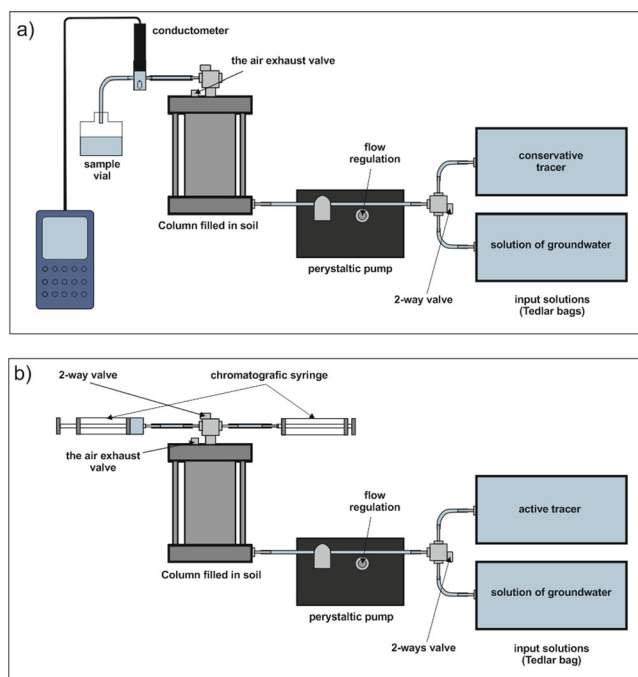 a)
conductometer
the air exhaust valve
sample
vial
flow
regulation
conservative
tracer
solution of groundwater
Column filled in soil
perystaltic pump
2-way valve
input solutions
(Tedlar bags)
b)
2-way valve
chromatografic syringe
the air exhaust
valve
flow
regulation
active tracer
solution of groundwater
Column filled in soil
perystaltic pump
2-ways valve
input solutions
(Tedlar bag)